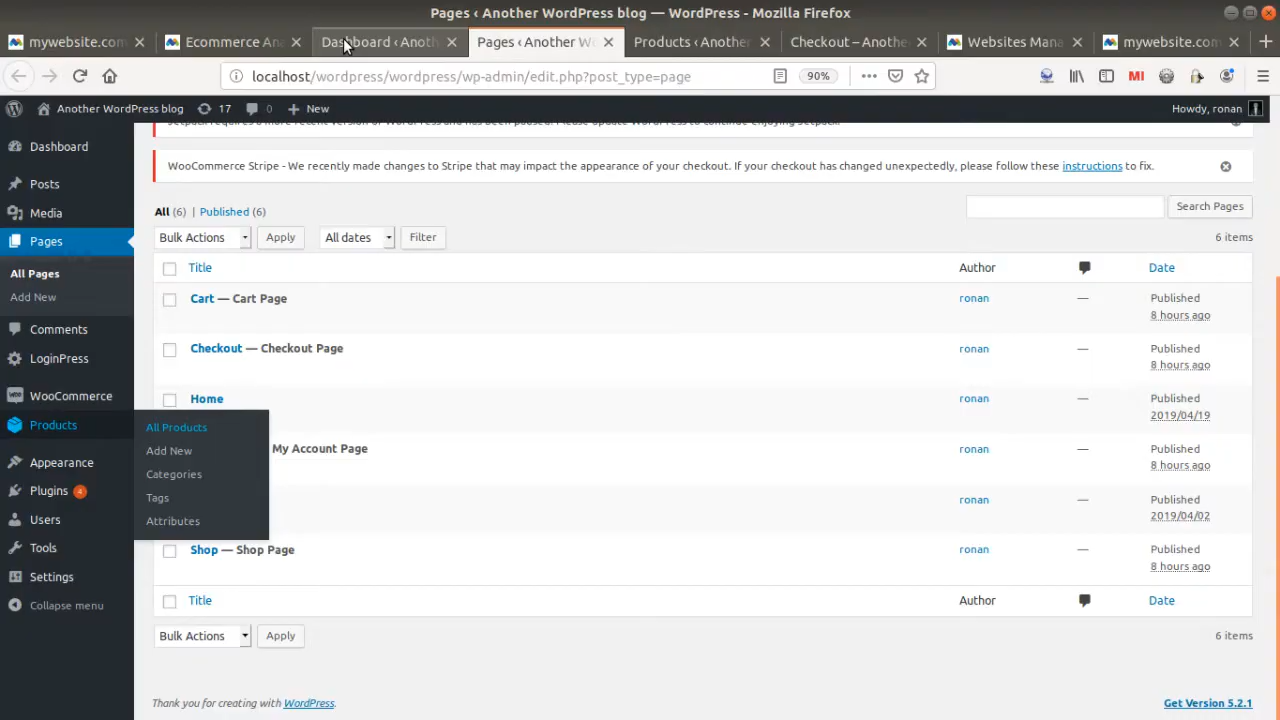 Pages ‹ Another WordPress blog — WordPress - Mozilla Firefox
mywebsite.com
Ecommerce Ana
Dashboard ‹ Anoth
Pages ‹ Another W
Products ‹ Another
Checkout – Anothe
Websites Mana
mywebsite.com
localhost/wordpress/wordpress/wp-admin/edit.php?post_type=page
90%
Another WordPress blog
17
0
New
Howdy, ronan
Jetpack requires a more recent version of WordPress and has been paused. Please update WordPress to continue enjoying Jetpack.
WooCommerce Stripe - We recently made changes to Stripe that may impact the appearance of your checkout. If your checkout has changed unexpectedly, please follow these instructions to fix.
Dashboard
Posts
Media
Pages
All Pages
Add New
Comments
LoginPress
WooCommerce
Products
Appearance
Plugins 4
Users
Tools
Settings
Collapse menu
All Products
Add New
Categories
Tags
Attributes
All (6) | Published (6)
Search Pages
Bulk Actions
Apply
All dates
Filter
6 items
Title Author Date
Cart — Cart Page ronan — Published
8 hours ago
Checkout — Checkout Page ronan — Published
8 hours ago
Home ronan — Published
2019/04/19
My Account Page ronan — Published
8 hours ago
ronan — Published
2019/04/02
Shop — Shop Page ronan — Published
8 hours ago
Title Author Date
Bulk Actions
Apply
6 items
Thank you for creating with WordPress.
Get Version 5.2.1